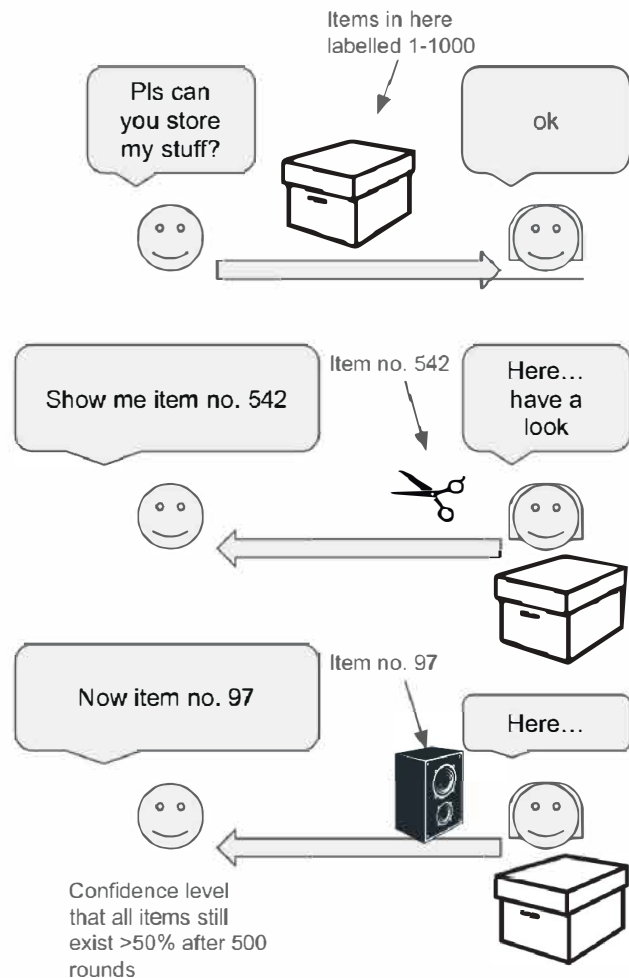 Items in here
labelled 1-1000
Pls can
you store
my stuff?
ok
Item no. 542
Show me item no. 542
Here…
have a
look
Item no. 97
Now item no. 97
Here…
Confidence level
that all items still
exist >50% after 500
rounds